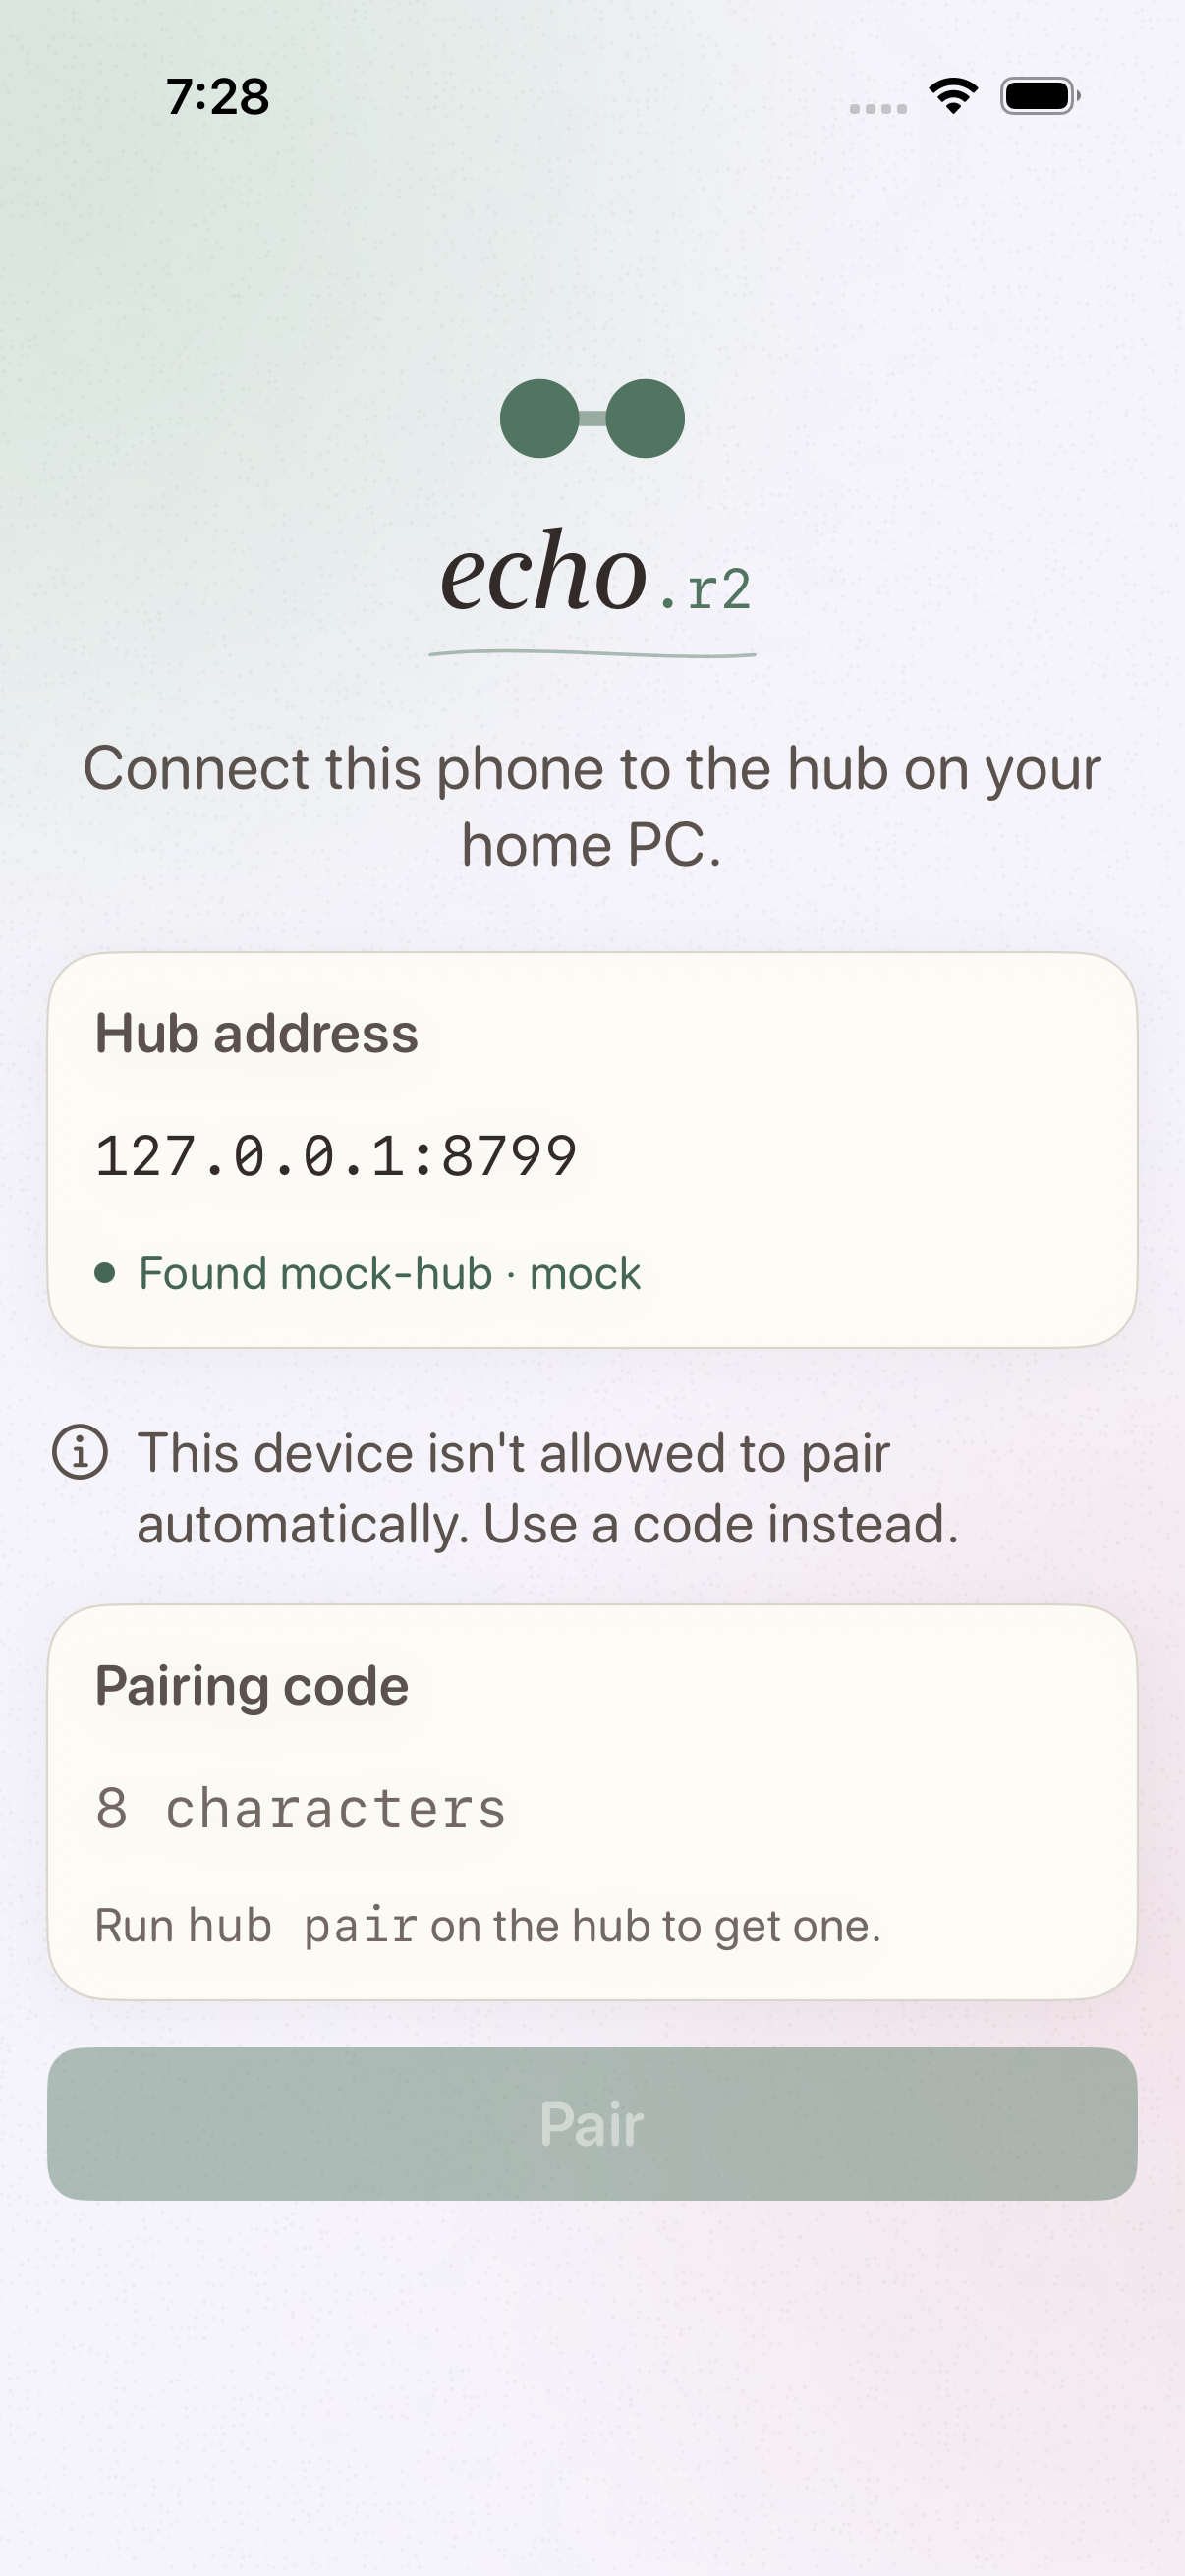 7:28
echo.r2
Connect this phone to the hub on your
home PC.
Hub address
127.0.0.1:8799
Found mock-hub · mock
This device isn't allowed to pair
automatically. Use a code instead.
Pairing code
8 characters
Run hub pair on the hub to get one.
Pair